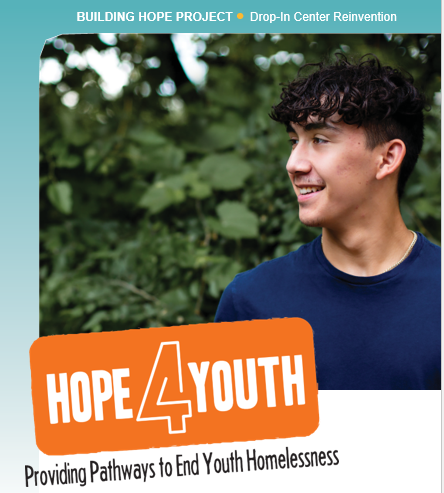 BUILDING HOPE PROJECT • Drop-In Center Reinvention
HOPE 4 YOUTH
Providing Pathways to End Youth Homelessness